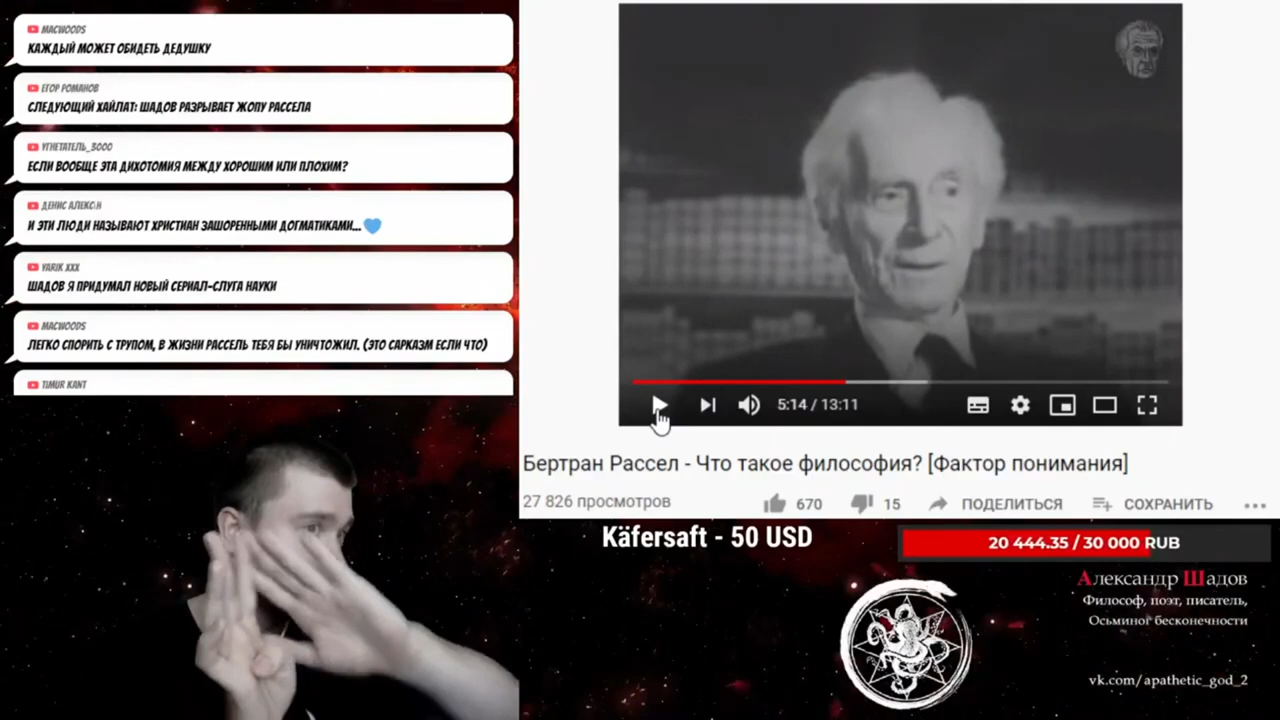 MACWOODS
КАЖДЫЙ МОЖЕТ ОБИДЕТЬ ДЕДУШКУ
ЕГОР РОМАНОВ
СЛЕДУЮЩИЙ ХАЙЛАТ: ШАДОВ РАЗРЫВАЕТ ЖОПУ РАССЕЛА
УГНЕТАТЕЛЬ_3000
ЕСЛИ ВООБЩЕ ЭТА ДИХОТОМИЯ МЕЖДУ ХОРОШИМ ИЛИ ПЛОХИМ?
ДЕНИС АЛЕКСН
И ЭТИ ЛЮДИ НАЗЫВАЮТ ХРИСТИАН ЗАШОРЕННЫМИ ДОГМАТИКАМИ...
YARIK XXX
ШАДОВ Я ПРИДУМАЛ НОВЫЙ СЕРИАЛ-СЛУГА НАУКИ
MACWOODS
ЛЕГКО СПОРИТЬ С ТРУПОМ, В ЖИЗНИ РАССЕЛЬ ТЕБЯ БЫ УНИЧТОЖИЛ. (ЭТО САРКАЗМ ЕСЛИ ЧТО)
TIMUR KANT
5:14 / 13:11
Бертран Рассел - Что такое философия? [Фактор понимания]
27 826 просмотров
670
15
ПОДЕЛИТЬСЯ
СОХРАНИТЬ
Käfersaft - 50 USD
20 444.35 / 30 000 RUB
Александр Шадов
Философ, поэт, писатель,
Осьминог бесконечности
vk.com/apathetic_god_2